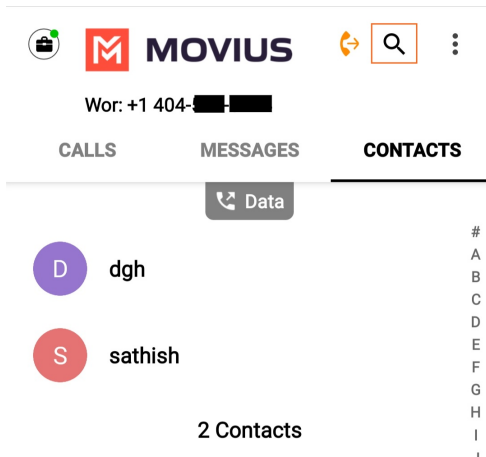 MOVIUS
Wor: +1 404-
CALLS MESSAGES CONTACTS
Data
#
A
D dgh
B
C
D
E
S sathish
F
G
H
2 Contacts
I